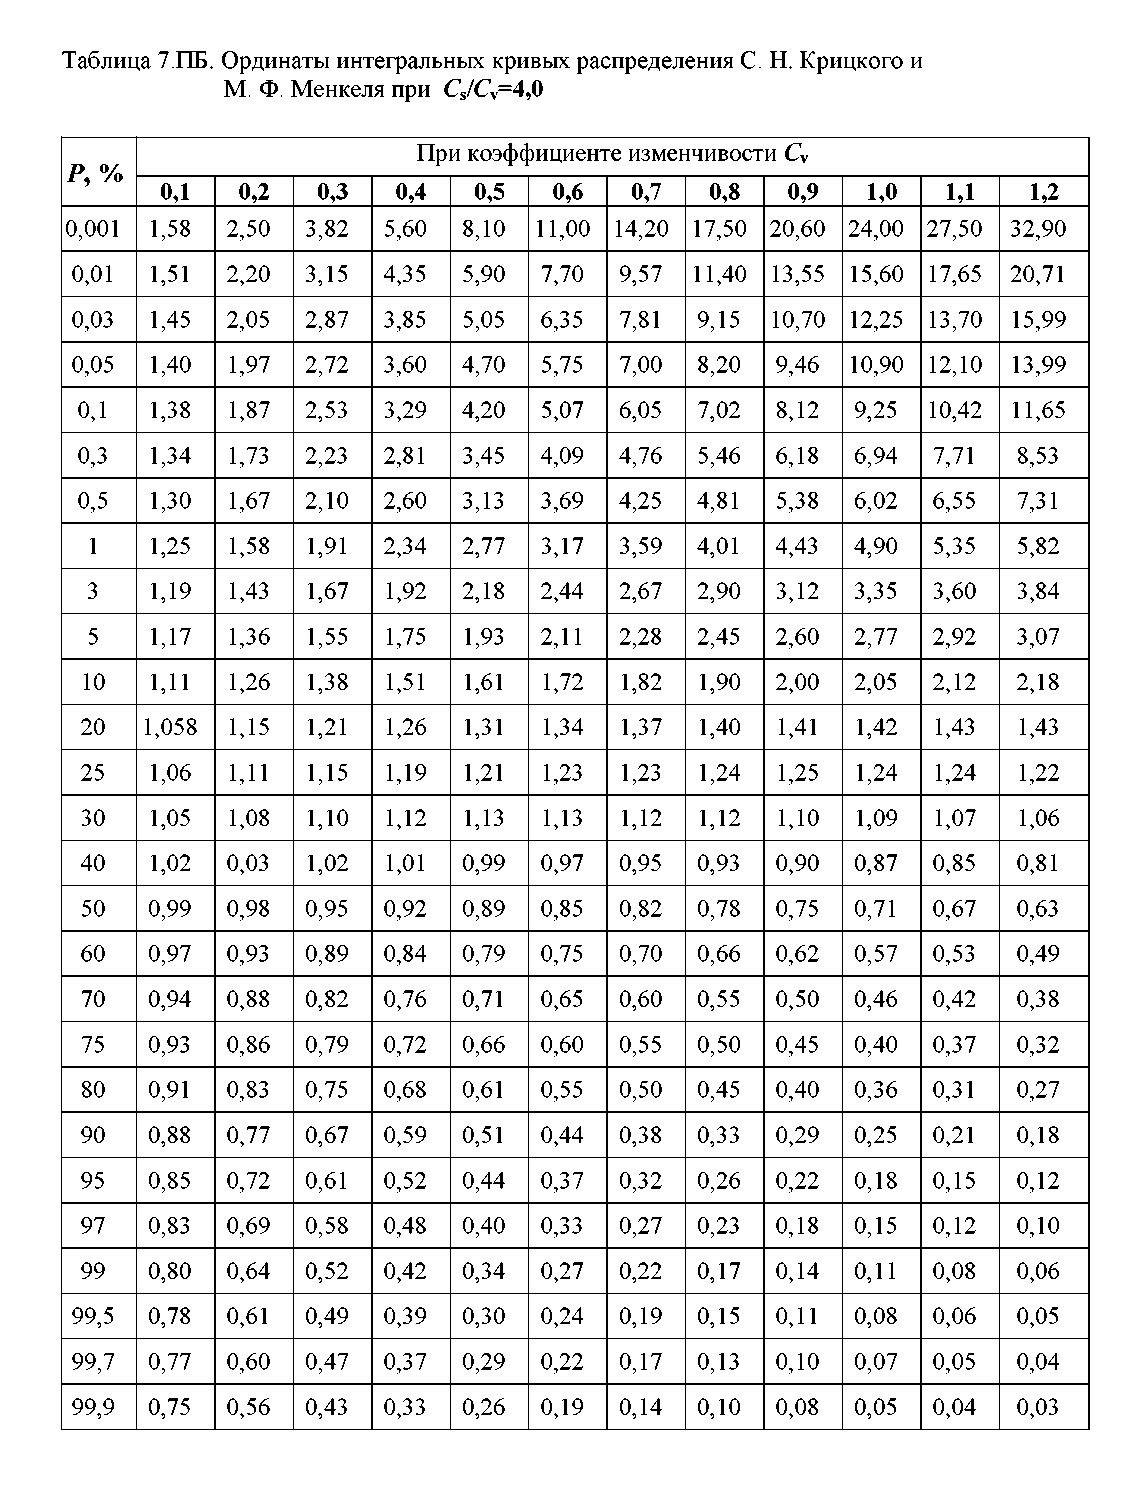 Таблица 7.ПБ. Ординаты интегральных кривых распределения С. Н. Крицкого и
М. Ф. Менкеля при Cs/Cv=4,0
P, % При коэффициенте изменчивости Cv
0,1 0,2 0,3 0,4 0,5 0,6 0,7 0,8 0,9 1,0 1,1 1,2
0,001 1,58 2,50 3,82 5,60 8,10 11,00 14,20 17,50 20,60 24,00 27,50 32,90
0,01 1,51 2,20 3,15 4,35 5,90 7,70 9,57 11,40 13,55 15,60 17,65 20,71
0,03 1,45 2,05 2,87 3,85 5,05 6,35 7,81 9,15 10,70 12,25 13,70 15,99
0,05 1,40 1,97 2,72 3,60 4,70 5,75 7,00 8,20 9,46 10,90 12,10 13,99
0,1 1,38 1,87 2,53 3,29 4,20 5,07 6,05 7,02 8,12 9,25 10,42 11,65
0,3 1,34 1,73 2,23 2,81 3,45 4,09 4,76 5,46 6,18 6,94 7,71 8,53
0,5 1,30 1,67 2,10 2,60 3,13 3,69 4,25 4,81 5,38 6,02 6,55 7,31
1 1,25 1,58 1,91 2,34 2,77 3,17 3,59 4,01 4,43 4,90 5,35 5,82
3 1,19 1,43 1,67 1,92 2,18 2,44 2,67 2,90 3,12 3,35 3,60 3,84
5 1,17 1,36 1,55 1,75 1,93 2,11 2,28 2,45 2,60 2,77 2,92 3,07
10 1,11 1,26 1,38 1,51 1,61 1,72 1,82 1,90 2,00 2,05 2,12 2,18
20 1,058 1,15 1,21 1,26 1,31 1,34 1,37 1,40 1,41 1,42 1,43 1,43
25 1,06 1,11 1,15 1,19 1,21 1,23 1,23 1,24 1,25 1,24 1,24 1,22
30 1,05 1,08 1,10 1,12 1,13 1,13 1,12 1,12 1,10 1,09 1,07 1,06
40 1,02 0,03 1,02 1,01 0,99 0,97 0,95 0,93 0,90 0,87 0,85 0,81
50 0,99 0,98 0,95 0,92 0,89 0,85 0,82 0,78 0,75 0,71 0,67 0,63
60 0,97 0,93 0,89 0,84 0,79 0,75 0,70 0,66 0,62 0,57 0,53 0,49
70 0,94 0,88 0,82 0,76 0,71 0,65 0,60 0,55 0,50 0,46 0,42 0,38
75 0,93 0,86 0,79 0,72 0,66 0,60 0,55 0,50 0,45 0,40 0,37 0,32
80 0,91 0,83 0,75 0,68 0,61 0,55 0,50 0,45 0,40 0,36 0,31 0,27
90 0,88 0,77 0,67 0,59 0,51 0,44 0,38 0,33 0,29 0,25 0,21 0,18
95 0,85 0,72 0,61 0,52 0,44 0,37 0,32 0,26 0,22 0,18 0,15 0,12
97 0,83 0,69 0,58 0,48 0,40 0,33 0,27 0,23 0,18 0,15 0,12 0,10
99 0,80 0,64 0,52 0,42 0,34 0,27 0,22 0,17 0,14 0,11 0,08 0,06
99,5 0,78 0,61 0,49 0,39 0,30 0,24 0,19 0,15 0,11 0,08 0,06 0,05
99,7 0,77 0,60 0,47 0,37 0,29 0,22 0,17 0,13 0,10 0,07 0,05 0,04
99,9 0,75 0,56 0,43 0,33 0,26 0,19 0,14 0,10 0,08 0,05 0,04 0,03